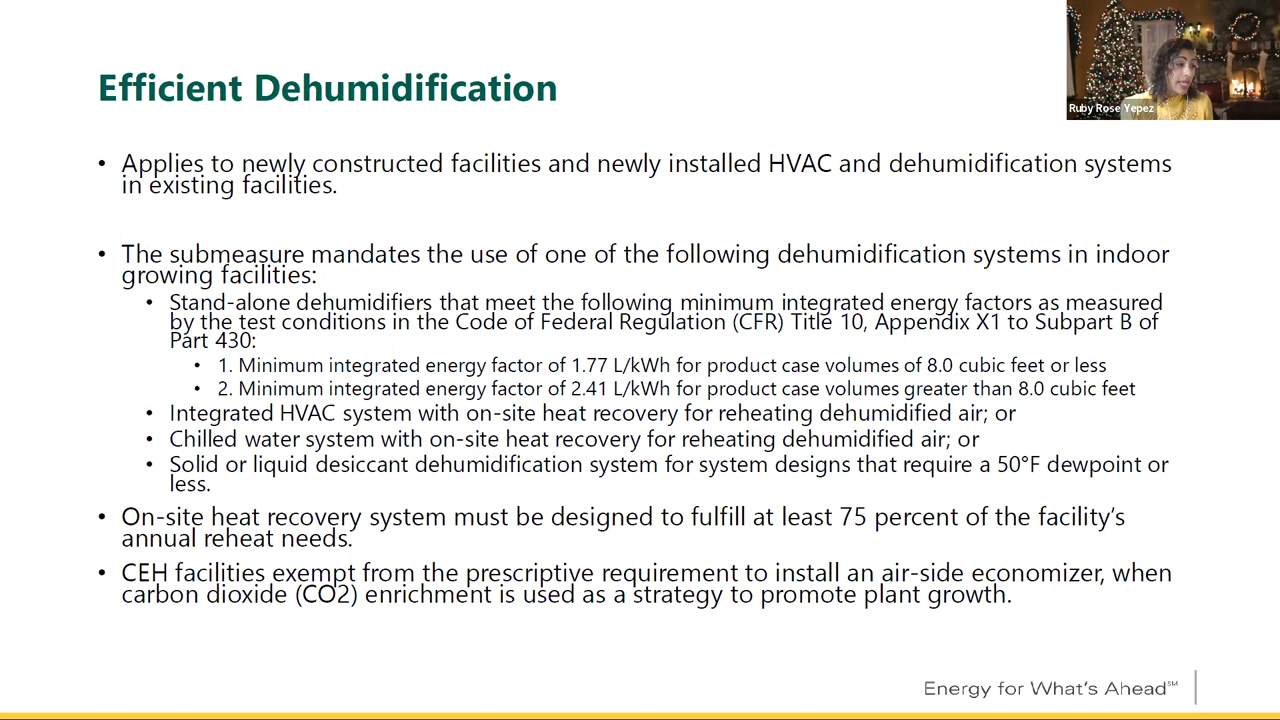 Efficient Dehumidification
Ruby Rose Yepez
• Applies to newly constructed facilities and newly installed HVAC and dehumidification systems
in existing facilities.
• The submeasure mandates the use of one of the following dehumidification systems in indoor
growing facilities:
• Stand-alone dehumidifiers that meet the following minimum integrated energy factors as measured
by the test conditions in the Code of Federal Regulation (CFR) Title 10, Appendix X1 to Subpart B of
Part 430:
• 1. Minimum integrated energy factor of 1.77 L/kWh for product case volumes of 8.0 cubic feet or less
• 2. Minimum integrated energy factor of 2.41 L/kWh for product case volumes greater than 8.0 cubic feet
• Integrated HVAC system with on-site heat recovery for reheating dehumidified air; or
• Chilled water system with on-site heat recovery for reheating dehumidified air; or
• Solid or liquid desiccant dehumidification system for system designs that require a 50°F dewpoint or
less.
• On-site heat recovery system must be designed to fulfill at least 75 percent of the facility's
annual reheat needs.
• CEH facilities exempt from the prescriptive requirement to install an air-side economizer, when
carbon dioxide (CO2) enrichment is used as a strategy to promote plant growth.
Energy for What's Ahead℠